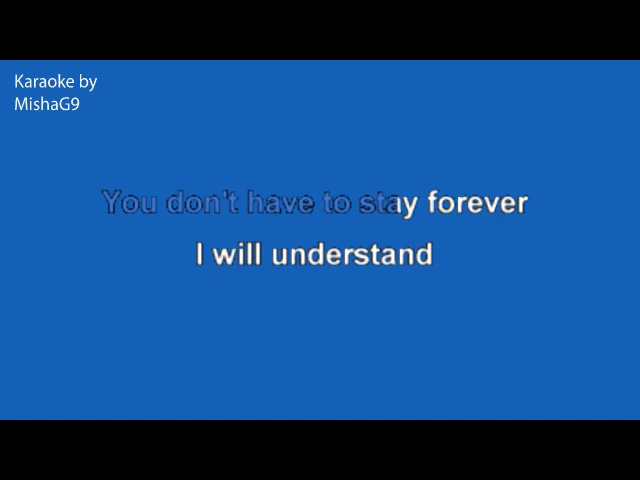 Karaoke by
MishaG9
You don't have to stay forever
I will understand